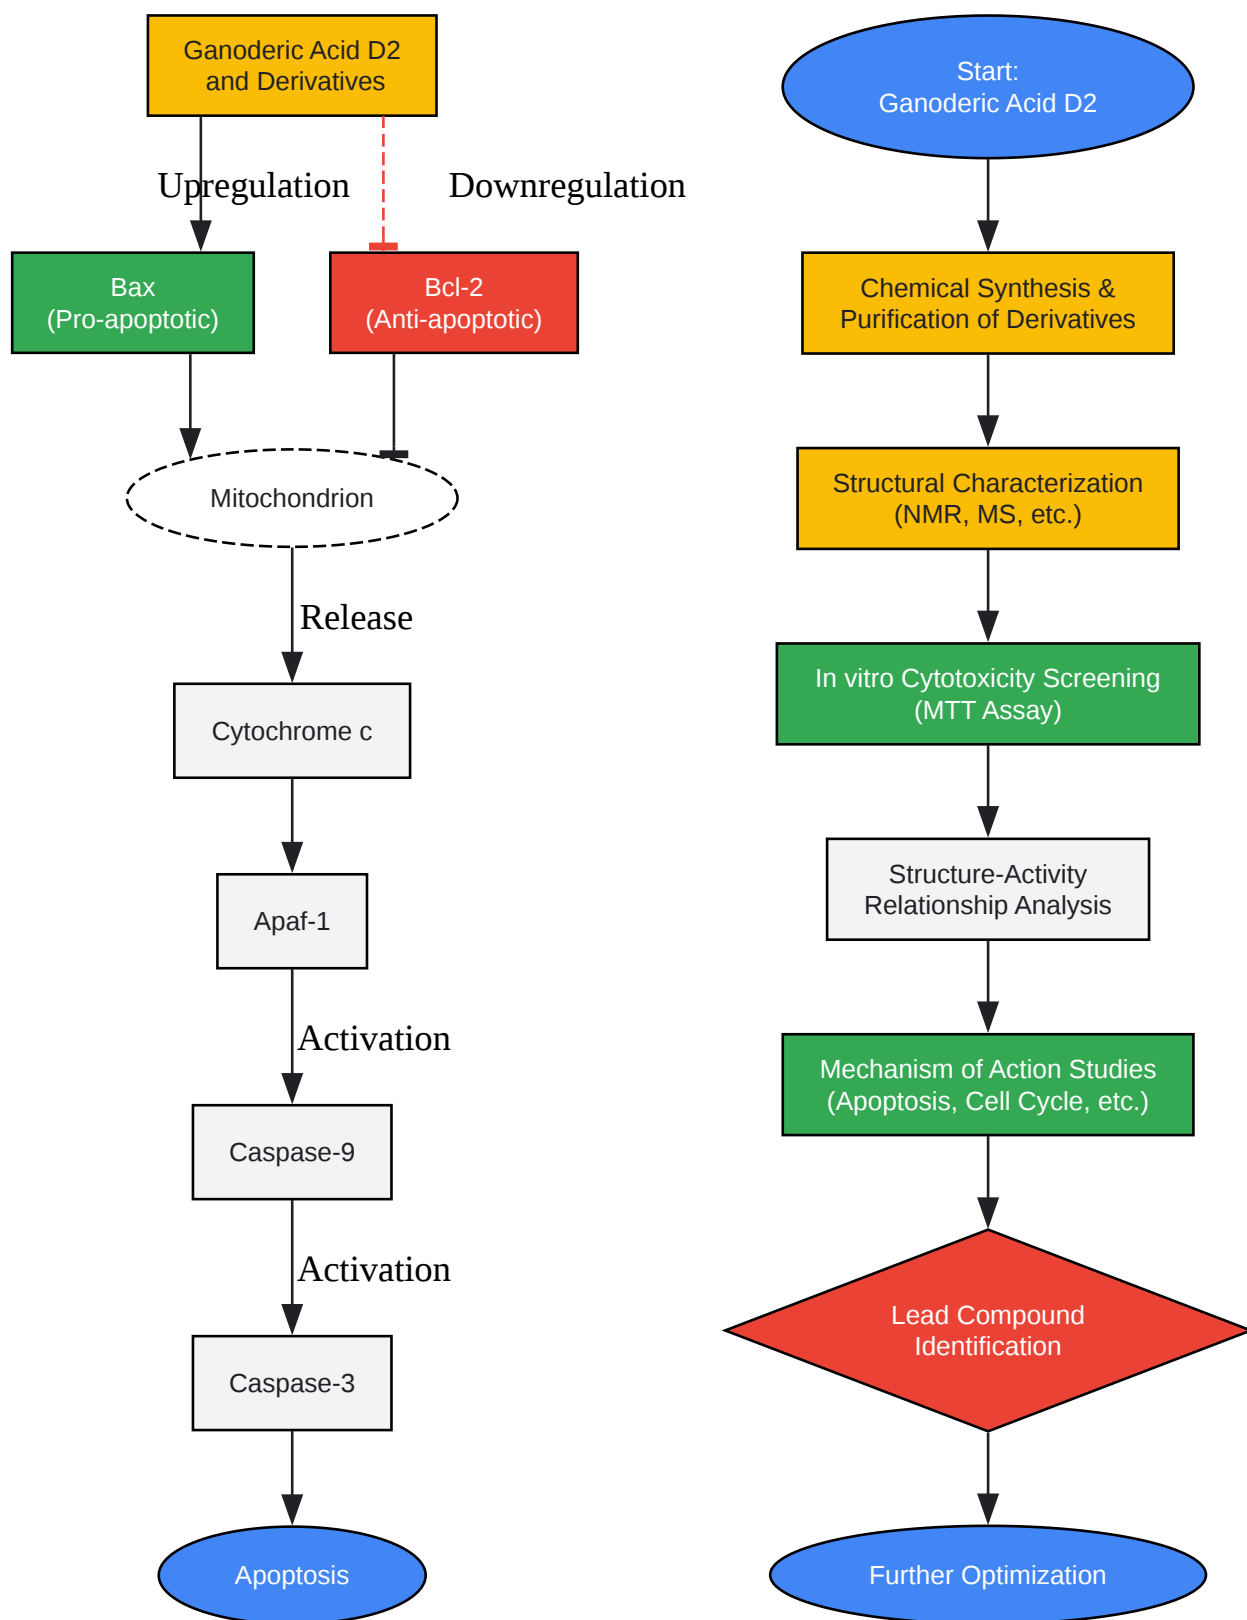 Ganoderic Acid D2
and Derivatives
Upregulation
Downregulation
Bax
(Pro-apoptotic)
Bcl-2
(Anti-apoptotic)
Mitochondrion
Release
Cytochrome c
Apaf-1
Activation
Caspase-9
Activation
Caspase-3
Apoptosis
Start:
Ganoderic Acid D2
Chemical Synthesis &
Purification of Derivatives
Structural Characterization
(NMR, MS, etc.)
In vitro Cytotoxicity Screening
(MTT Assay)
Structure-Activity
Relationship Analysis
Mechanism of Action Studies
(Apoptosis, Cell Cycle, etc.)
Lead Compound
Identification
Further Optimization